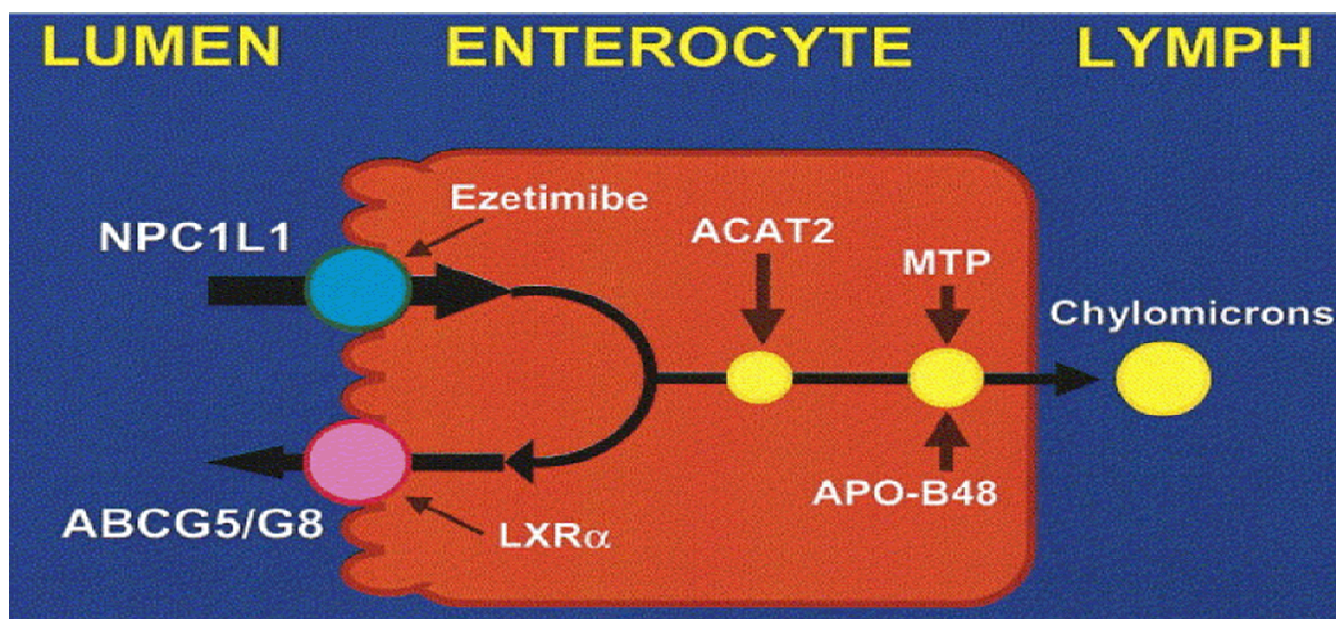 LUMEN ENTEROCYTE LYMPH
Ezetimibe
NPC1L1
ACAT2
MTP
Chylomicrons
APO-B48
ABCG5/G8
LXRα